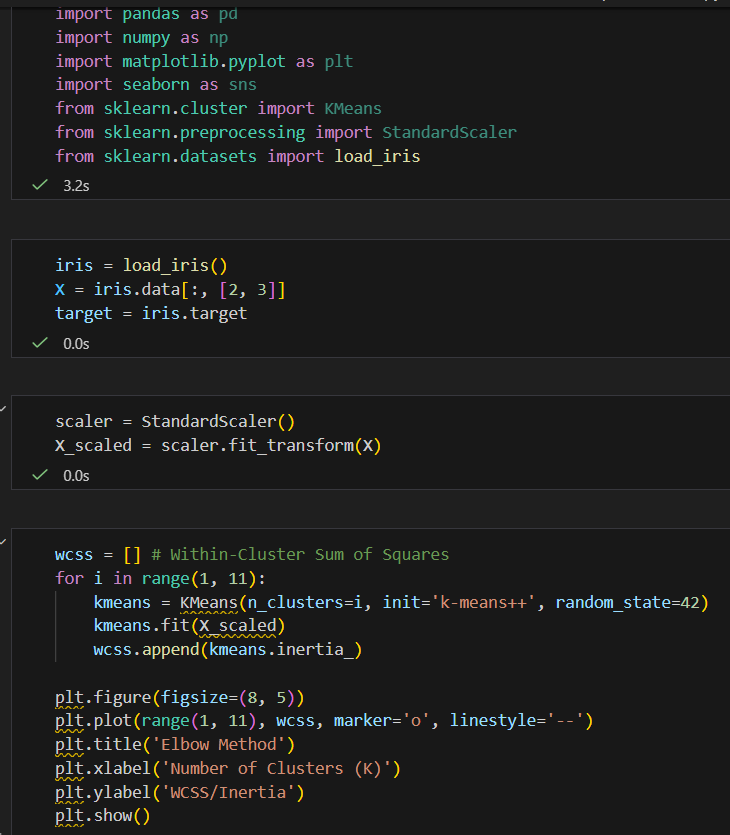 import pandas as pd
import numpy as np
import matplotlib.pyplot as plt
import seaborn as sns
from sklearn.cluster import KMeans
from sklearn.preprocessing import StandardScaler
from sklearn.datasets import load_iris
3.2s
iris = load_iris()
X = iris.data[:, [2, 3]]
target = iris.target
0.0s
scaler = StandardScaler()
X_scaled = scaler.fit_transform(X)
0.0s
wcss = [] # Within-Cluster Sum of Squares
for i in range(1, 11):
    kmeans = KMeans(n_clusters=i, init='k-means++', random_state=42)
    kmeans.fit(X_scaled)
    wcss.append(kmeans.inertia_)
plt.figure(figsize=(8, 5))
plt.plot(range(1, 11), wcss, marker='o', linestyle='--')
plt.title('Elbow Method')
plt.xlabel('Number of Clusters (K)')
plt.ylabel('WCSS/Inertia')
plt.show()